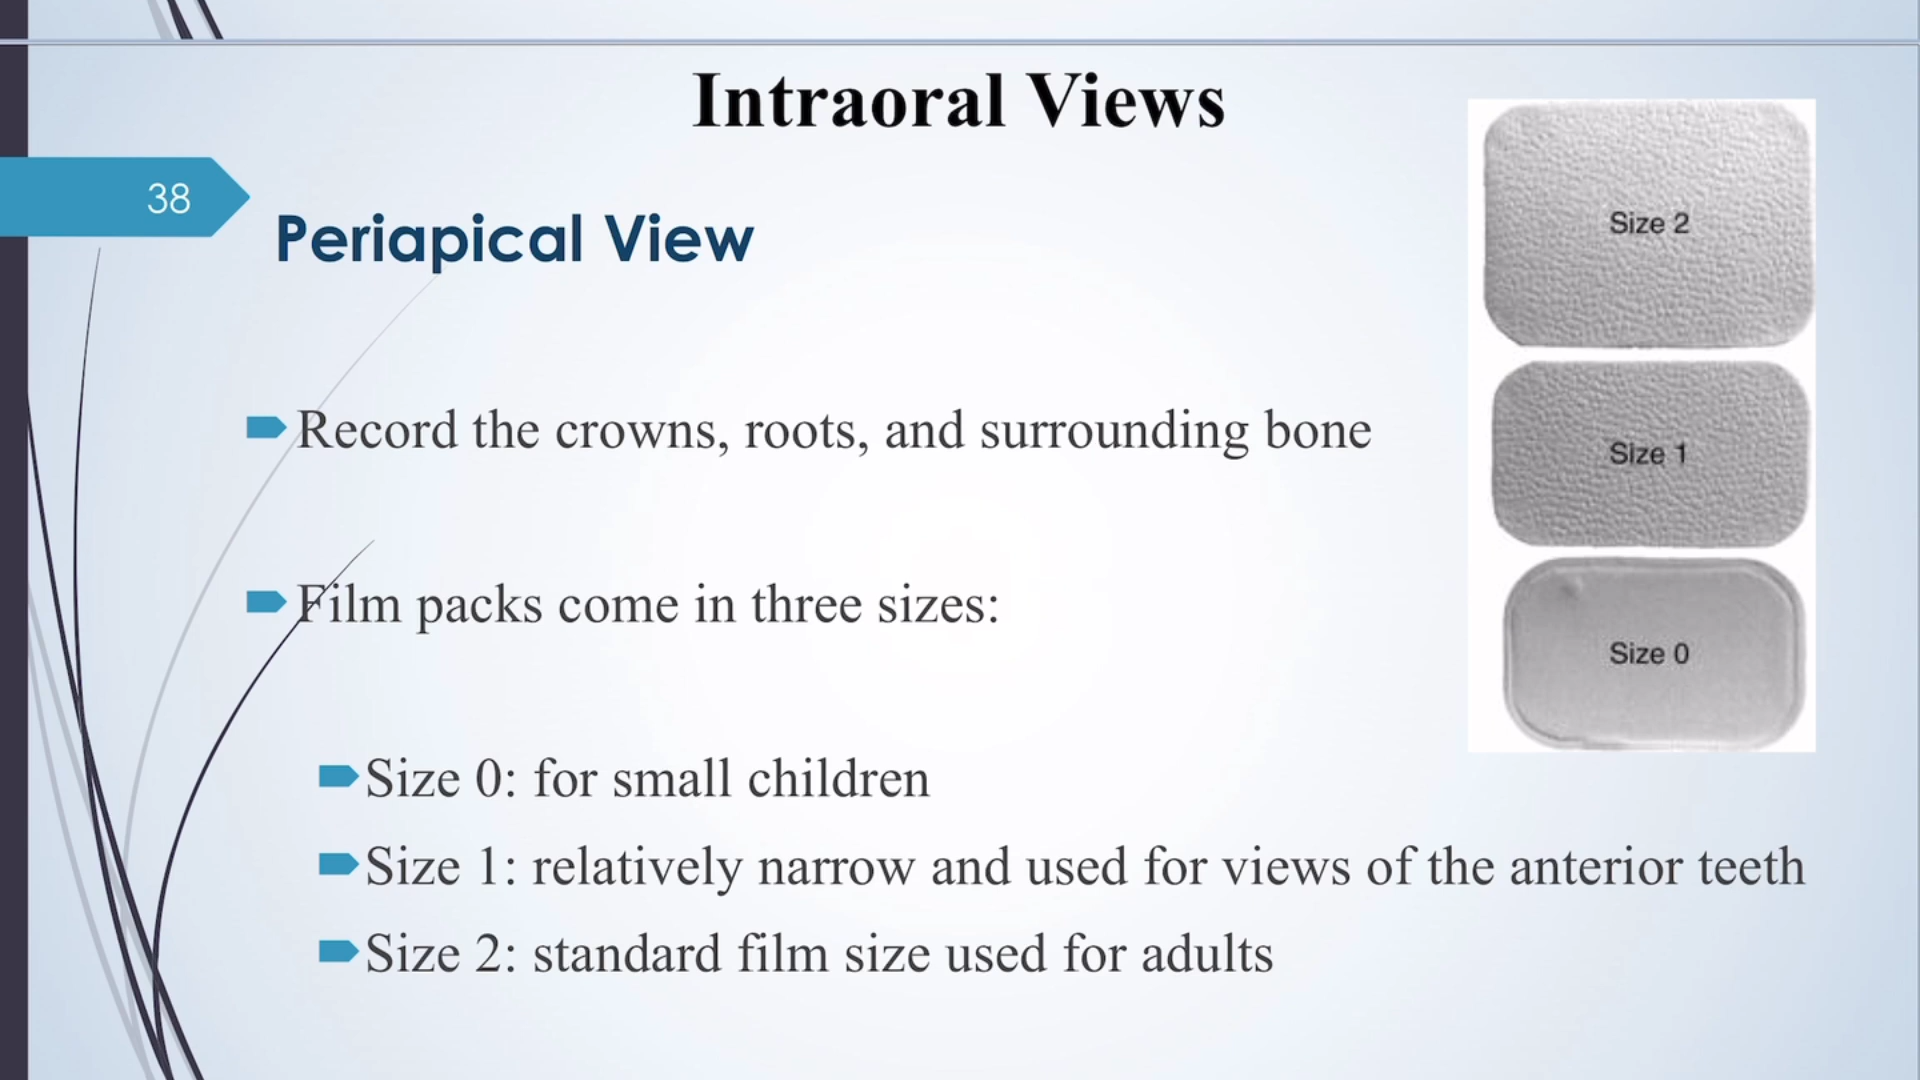 Intraoral Views
38
Periapical View
Record the crowns, roots, and surrounding bone
Film packs come in three sizes:
Size 0: for small children
Size 1: relatively narrow and used for views of the anterior teeth
Size 2: standard film size used for adults
Size 2
Size 1
Size 0